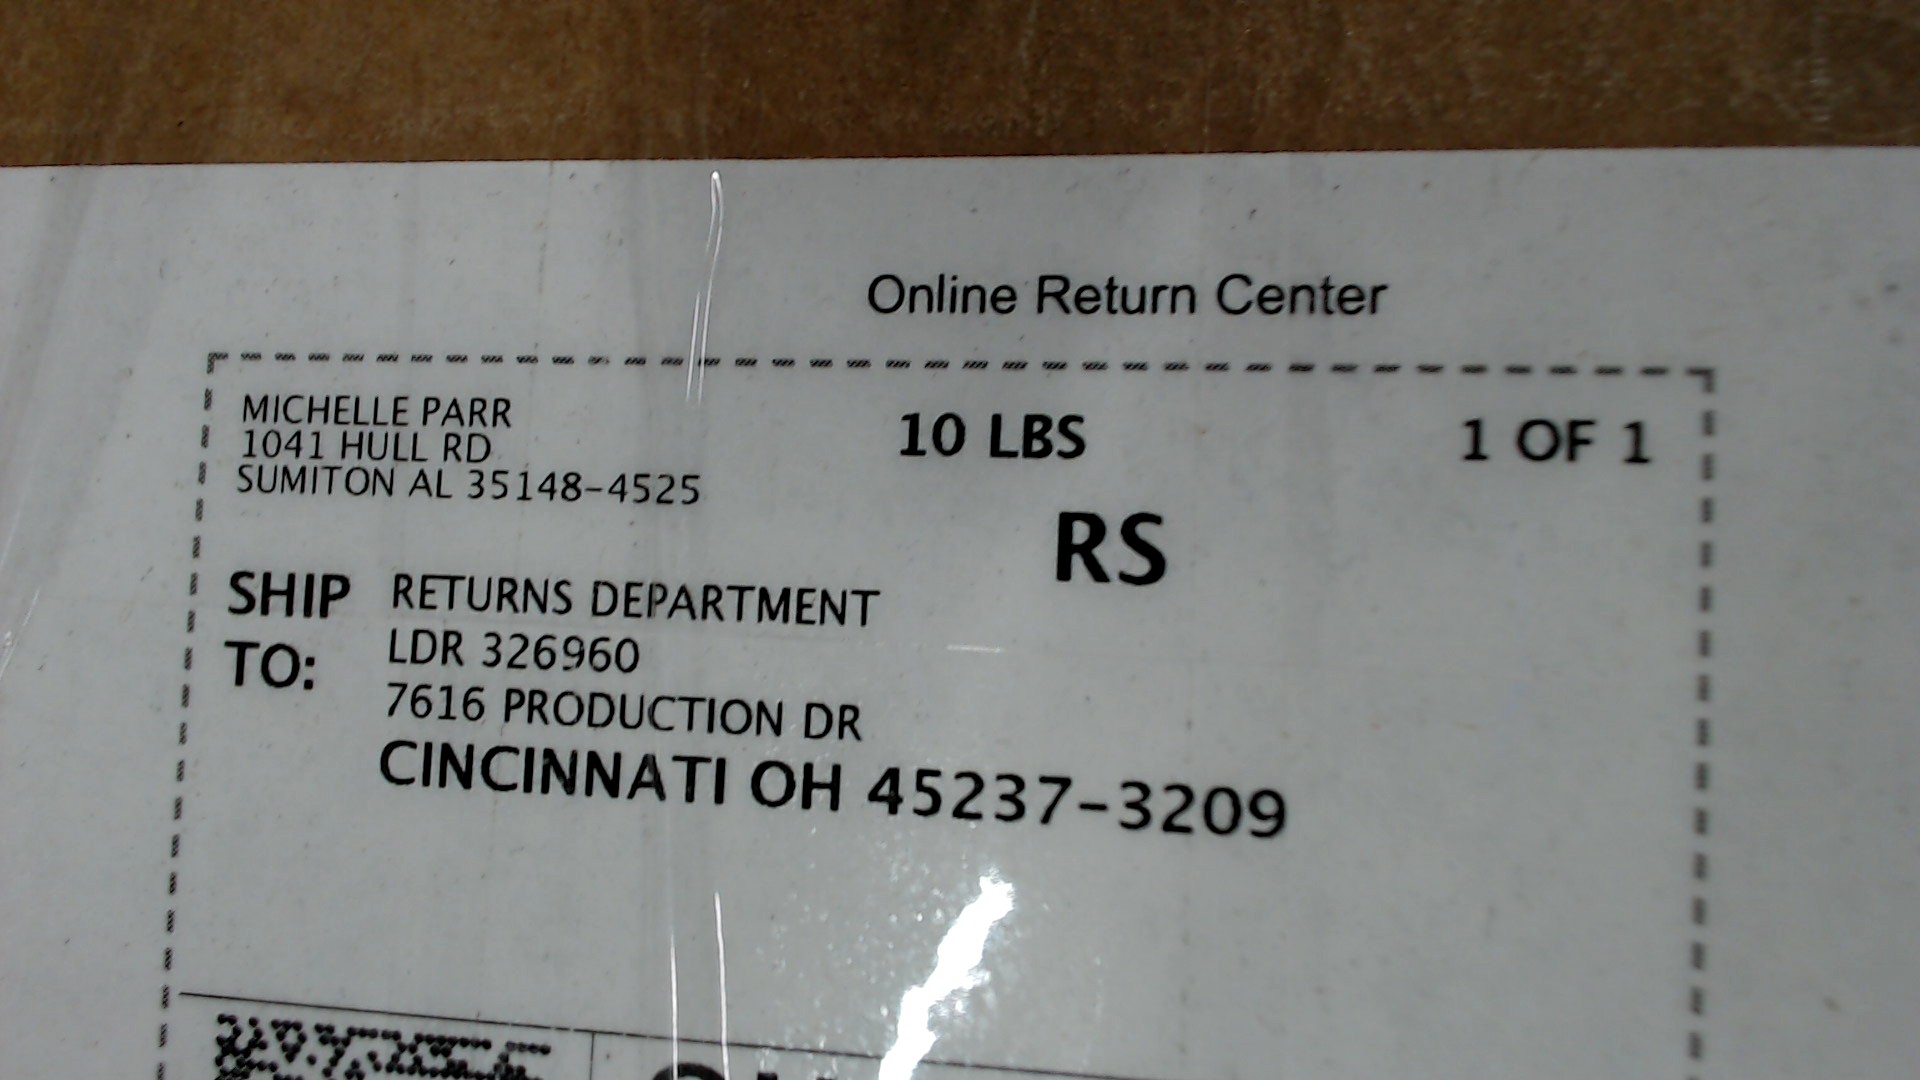 Online Return Center
MICHELLE PARR
1041 HULL RD
SUMITON AL 35148-4525
10 LBS
1 OF 1
RS
SHIP TO:
RETURNS DEPARTMENT
LDR 326960
7616 PRODUCTION DR
CINCINNATI OH 45237-3209